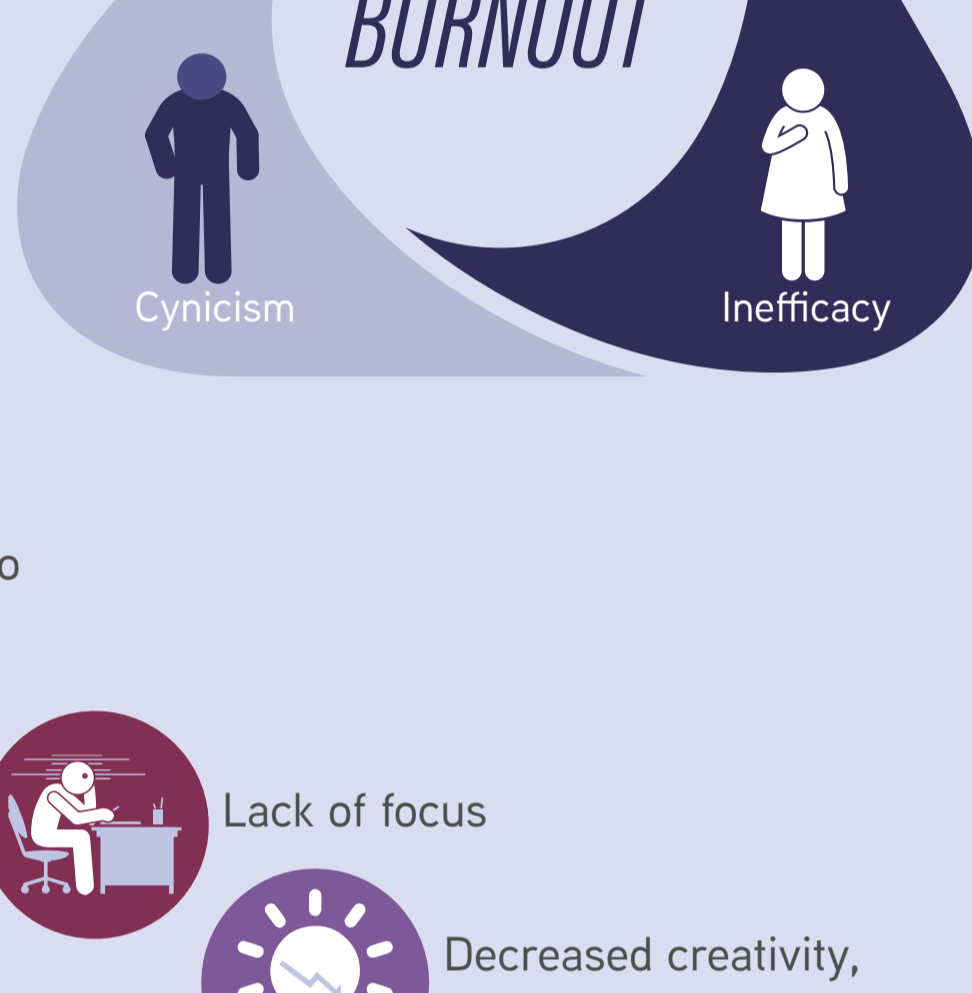 BURNOUT
Cynicism
Inefficacy
o
Lack of focus
Decreased creativity,